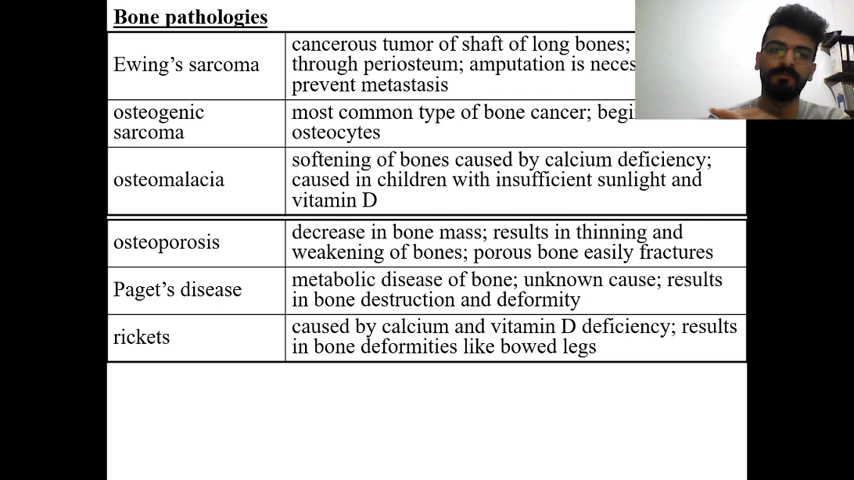 Bone pathologies
Ewing’s sarcoma
cancerous tumor of shaft of long bones;
through periosteum; amputation is
prevent metastasis
osteogenic
sarcoma
most common type of bone cancer;
osteocytes
osteomalacia
softening of bones caused by calcium deficiency;
caused in children with insufficient sunlight and
vitamin D
osteoporosis
decrease in bone mass; results in thinning and
weakening of bones; porous bone easily fractures
Paget’s disease
metabolic disease of bone; unknown cause; results
in bone destruction and deformity
rickets
caused by calcium and vitamin D deficiency; results
in bone deformities like bowed legs